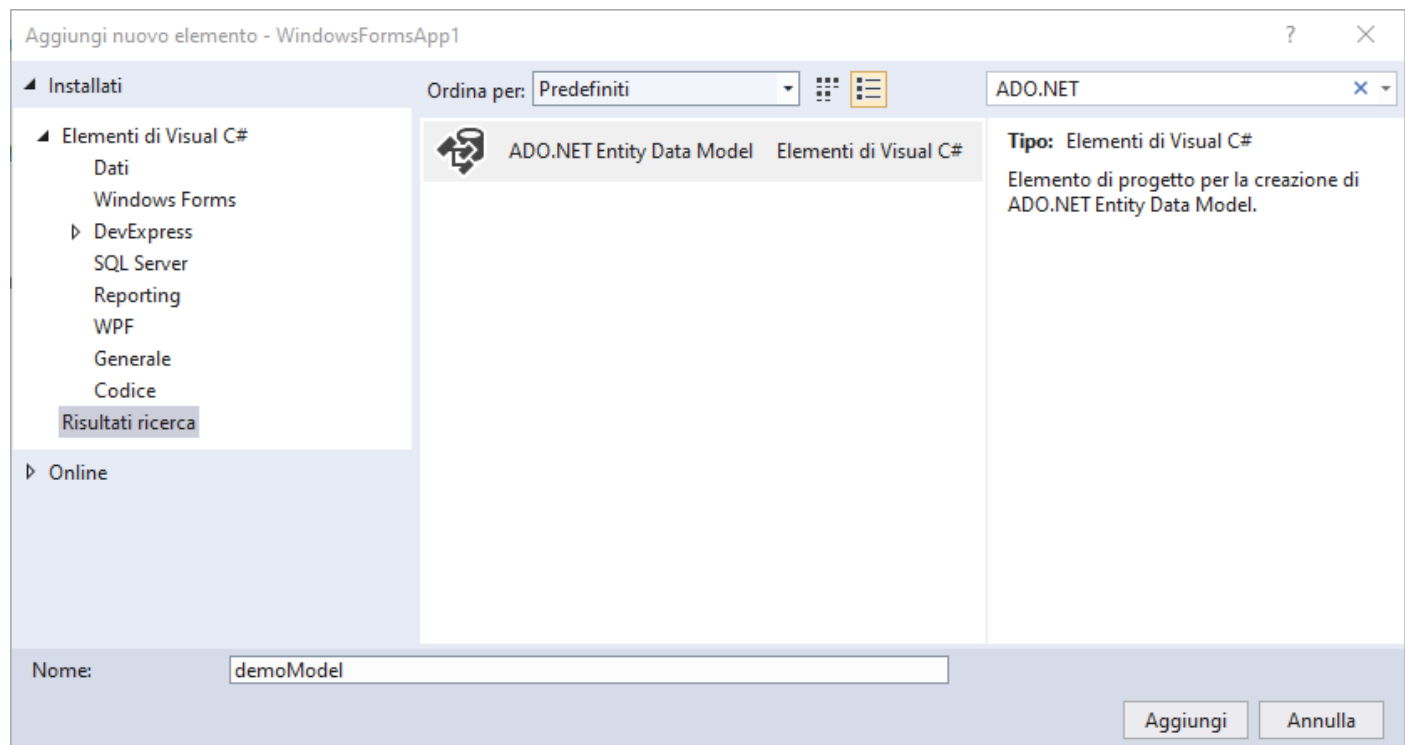 Aggiungi nuovo elemento - WindowsFormsApp1
Installati
Ordina per: Predefiniti
ADO.NET
Elementi di Visual C#
Dati
Windows Forms
DevExpress
SQL Server
Reporting
WPF
Generale
Codice
Risultati ricerca
Online
ADO.NET Entity Data Model Elementi di Visual C#
Tipo: Elementi di Visual C#
Elemento di progetto per la creazione di
ADO.NET Entity Data Model.
Nome: demoModel
Aggiungi Annulla